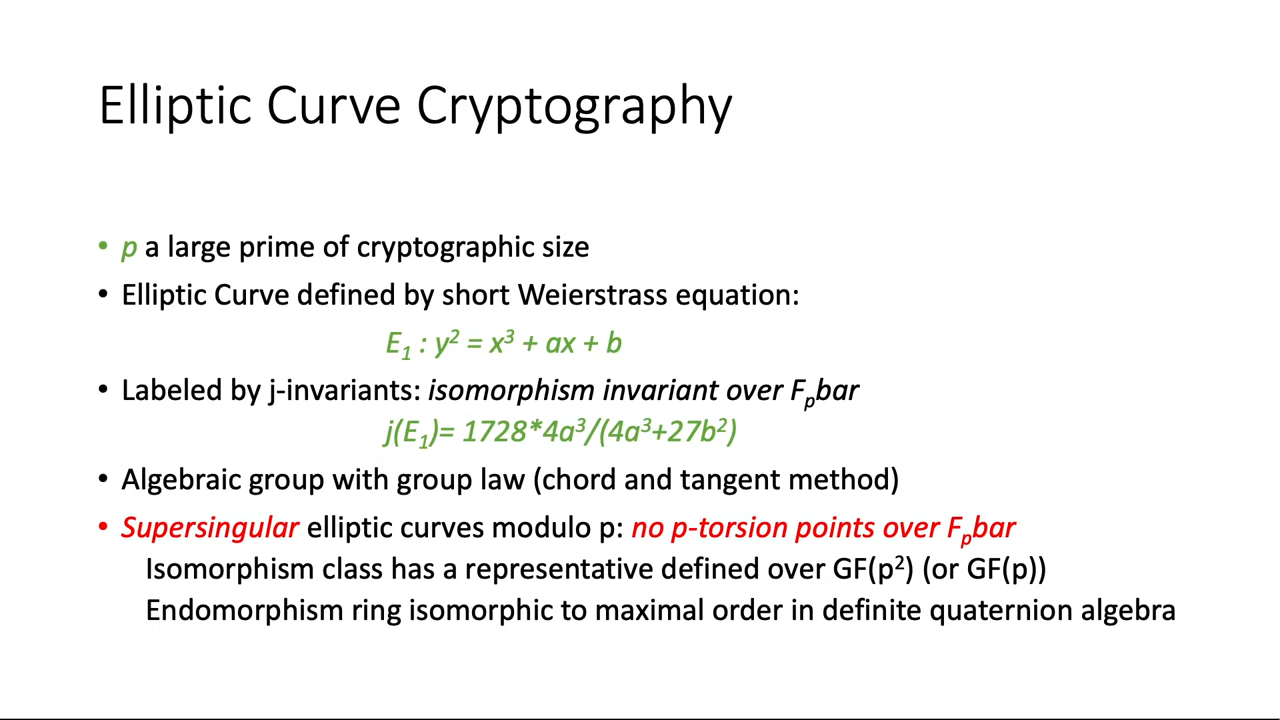 Elliptic Curve Cryptography
• p a large prime of cryptographic size
• Elliptic Curve defined by short Weierstrass equation:
E₁ : y² = x³ + ax + b
• Labeled by j-invariants: isomorphism invariant over Fₚbar
j(E₁)= 1728*4a³/(4a³+27b²)
• Algebraic group with group law (chord and tangent method)
• Supersingular elliptic curves modulo p: no p-torsion points over Fₚbar
Isomorphism class has a representative defined over GF(p²) (or GF(p))
Endomorphism ring isomorphic to maximal order in definite quaternion algebra